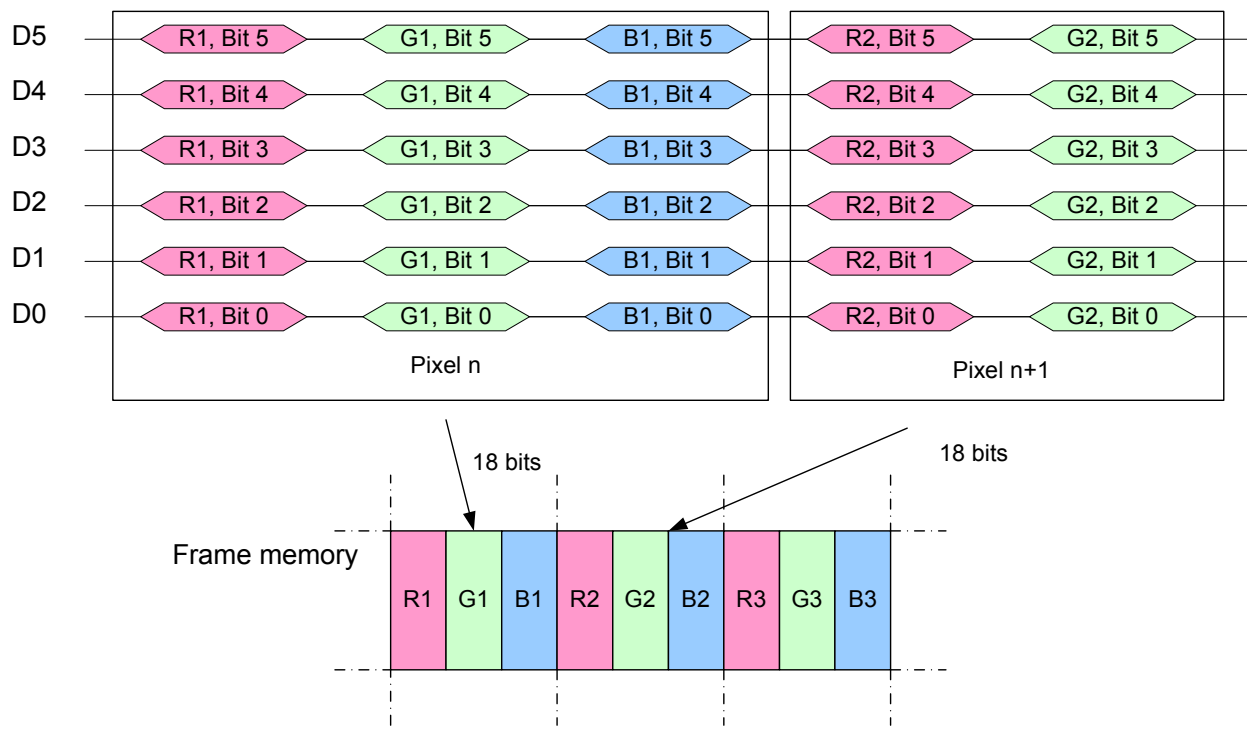 D5 R1, Bit 5 G1, Bit 5 B1, Bit 5 R2, Bit 5 G2, Bit 5
D4 R1, Bit 4 G1, Bit 4 B1, Bit 4 R2, Bit 4 G2, Bit 4
D3 R1, Bit 3 G1, Bit 3 B1, Bit 3 R2, Bit 3 G2, Bit 3
D2 R1, Bit 2 G1, Bit 2 B1, Bit 2 R2, Bit 2 G2, Bit 2
D1 R1, Bit 1 G1, Bit 1 B1, Bit 1 R2, Bit 1 G2, Bit 1
D0 R1, Bit 0 G1, Bit 0 B1, Bit 0 R2, Bit 0 G2, Bit 0
Pixel n Pixel n+1
18 bits 18 bits
Frame memory
R1 G1 B1 R2 G2 B2 R3 G3 B3